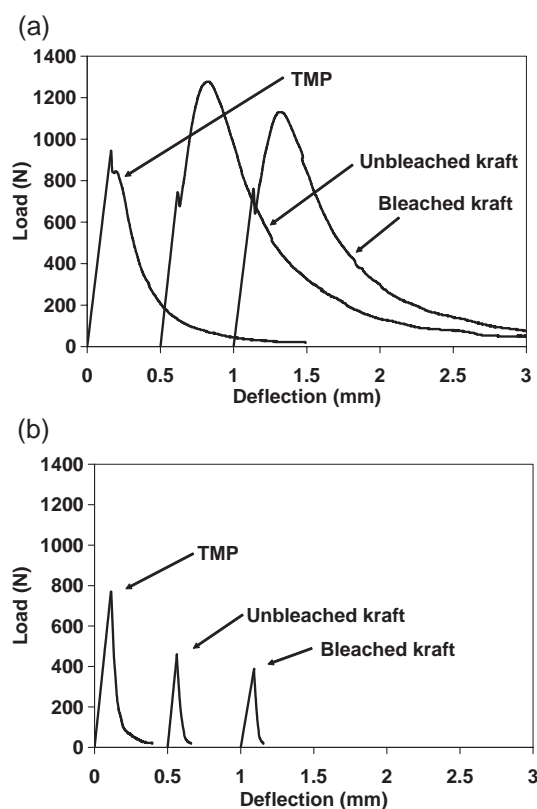 (a)
1400
1200
1000
800
600
400
200
0
Load (N)
TMP
Unbleached kraft
Bleached kraft
0 0.5 1 1.5 2 2.5 3
Deflection (mm)
(b)
1400
1200
1000
800
600
400
200
0
Load (N)
TMP
Unbleached kraft
Bleached kraft
0 0.5 1 1.5 2 2.5 3
Deflection (mm)